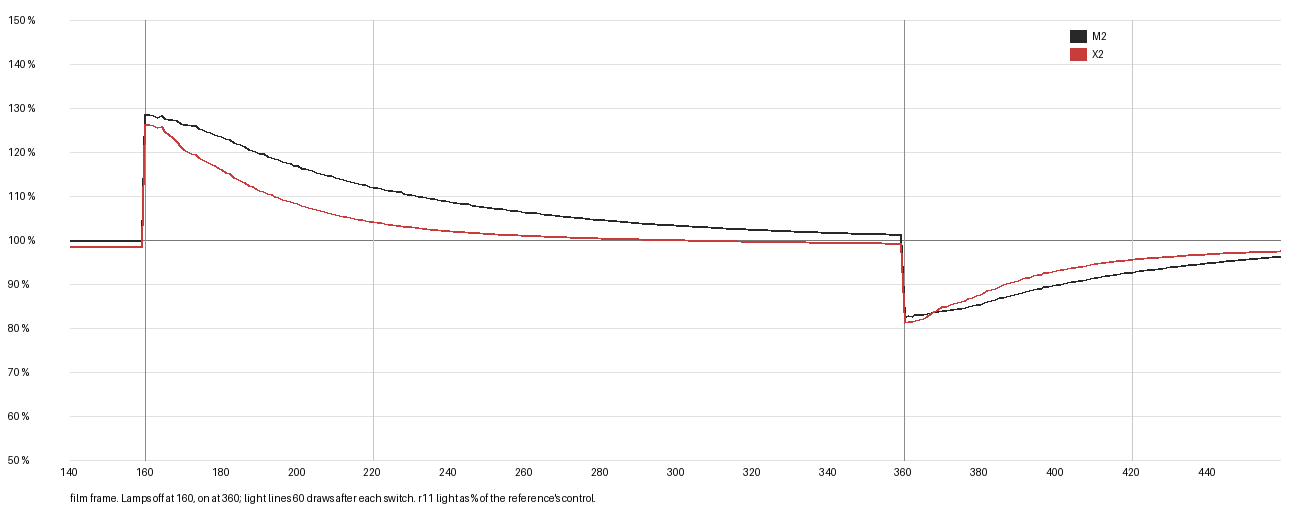 150 %
M2
X2
140 %
130 %
120 %
110 %
100 %
90 %
80 %
70 %
60 %
50 %
140 160 180 200 220 240 260 280 300 320 340 360 380 400 420 440
film frame. Lamps off at 160, on at 360; light lines 60 draws after each switch. r11 light as % of the reference's control.